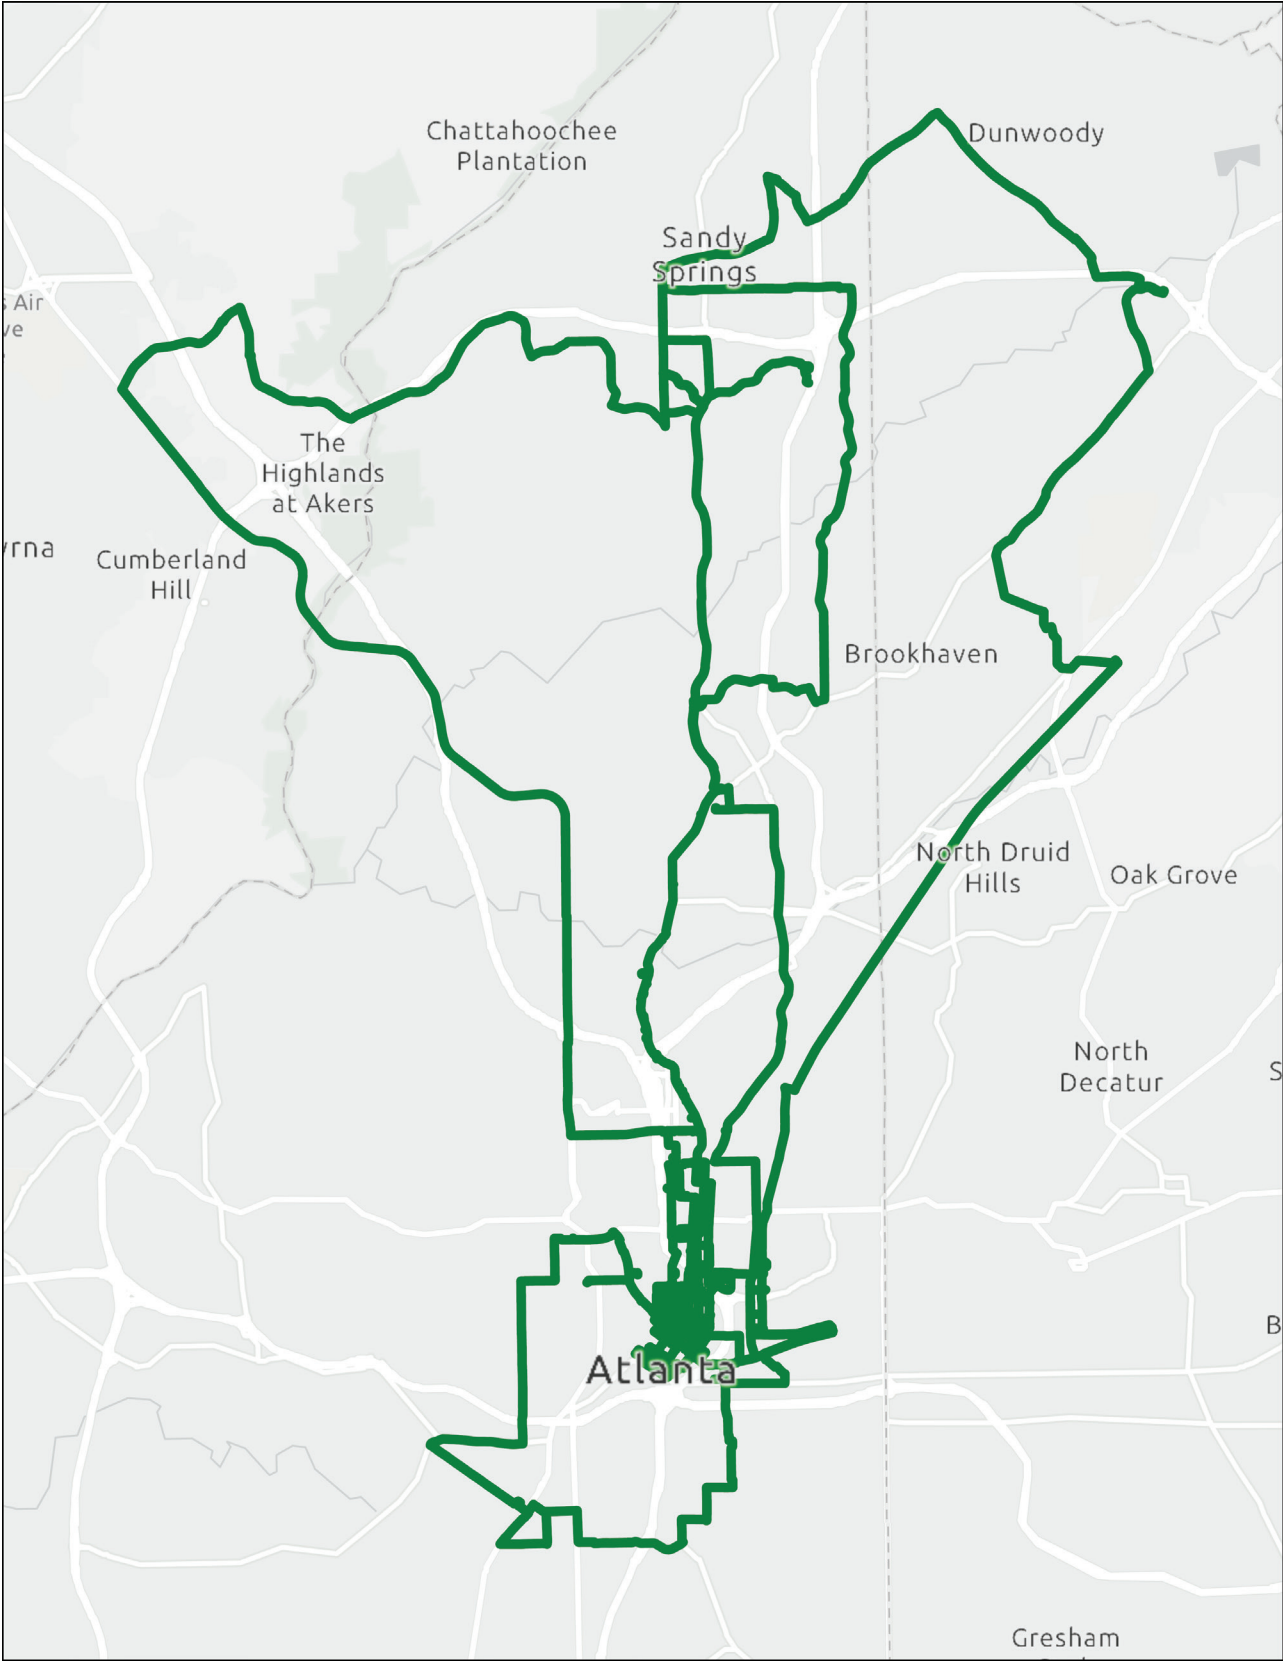 Chattahoochee
Plantation
Dunwoody
Sandy
Springs
Air
The
Highlands
at Akers
Cumberland
Hill
Brookhaven
North Druid
Hills
Oak Grove
North
Decatur
S
B
Atlanta
Gresham